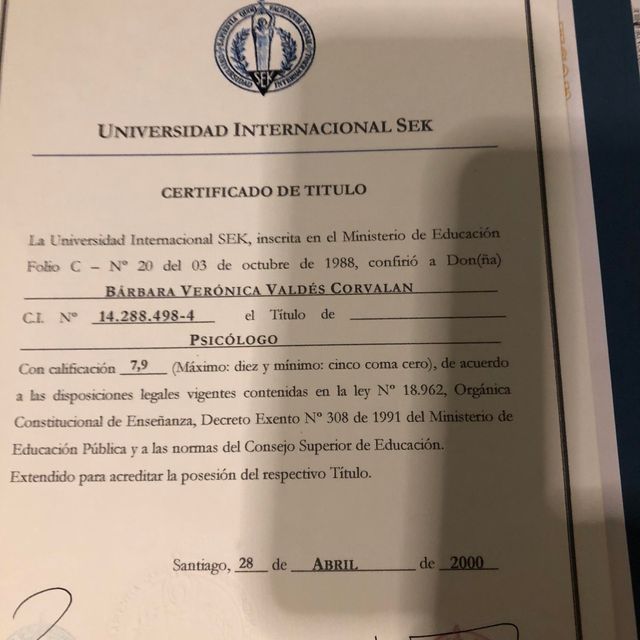 SEK
UNIVERSIDAD INTERNACIONAL SEK
CERTIFICADO DE TITULO
La Universidad Internacional SEK, inscrita en el Ministerio de Educación
Folio C – Nº 20 del 03 de octubre de 1988, confirió a Don(ña)
BÁRBARA VERÓNICA VALDÉS CORVALAN
C.I. Nº 14.288.498-4 el Título de
PSICÓLOGO
Con calificación 7,9 (Máximo: diez y mínimo: cinco coma cero), de acuerdo
a las disposiciones legales vigentes contenidas en la ley Nº 18.962, Orgánica
Constitucional de Enseñanza, Decreto Exento Nº 308 de 1991 del Ministerio de
Educación Pública y a las normas del Consejo Superior de Educación.
Extendido para acreditar la posesión del respectivo Título.
Santiago, 28 de ABRIL de 2000